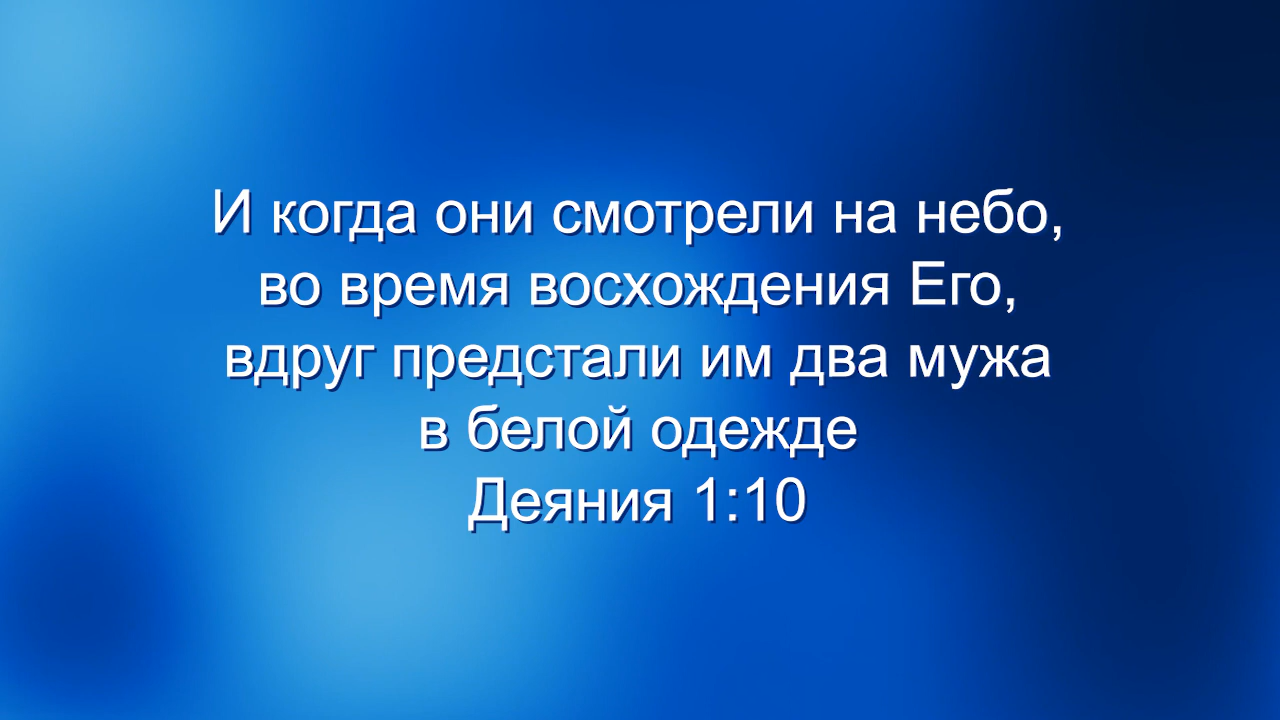 И когда они смотрели на небо,
во время восхождения Его,
вдруг предстали им два мужа
в белой одежде
Деяния 1:10